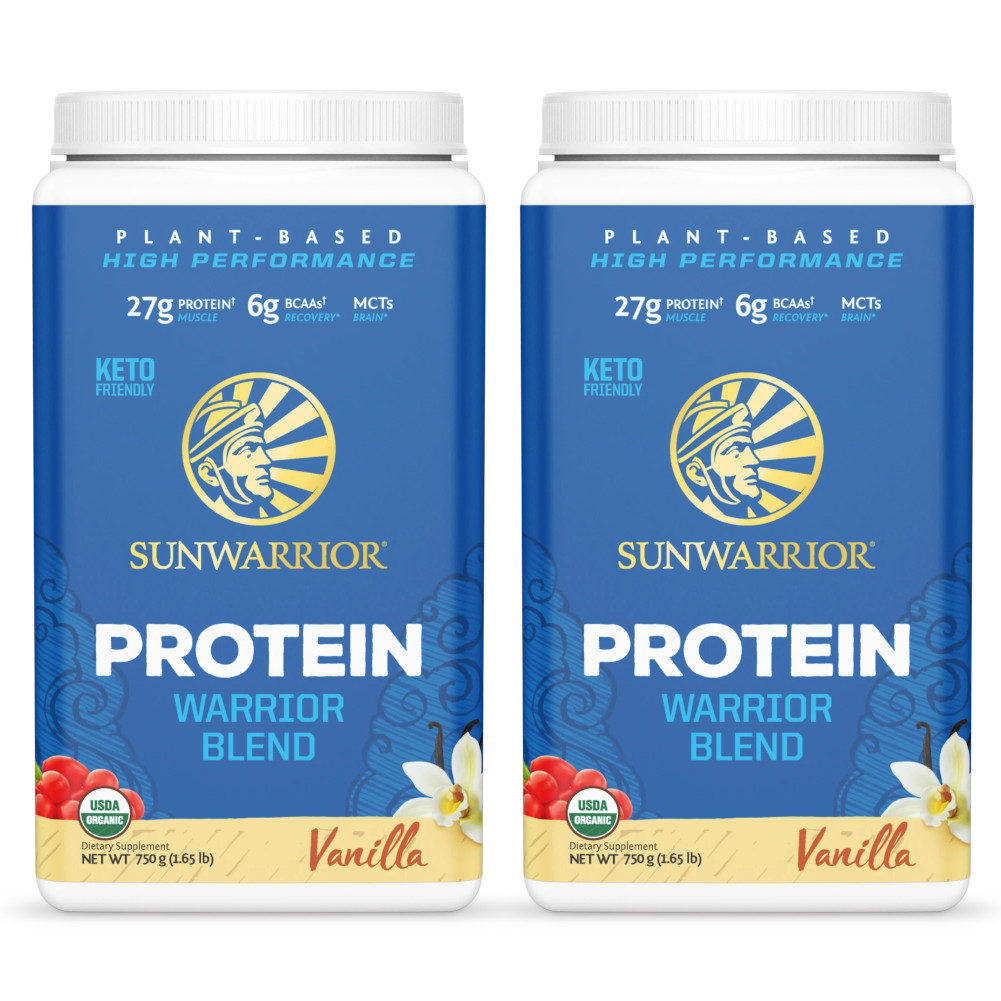 PLANT-BASED
HIGH PERFORMANCE
27g PROTEIN† MUSCLE 6g BCAAs† RECOVERY* MCTs BRAIN*
KETO
FRIENDLY
SUNWARRIOR®
PROTEIN
WARRIOR
BLEND
USDA
ORGANIC
Dietary Supplement
NET WT 750 g (1.65 lb)
Vanilla
PLANT-BASED
HIGH PERFORMANCE
27g PROTEIN† MUSCLE 6g BCAAs† RECOVERY* MCTs BRAIN*
KETO
FRIENDLY
SUNWARRIOR®
PROTEIN
WARRIOR
BLEND
USDA
ORGANIC
Dietary Supplement
NET WT 750 g (1.65 lb)
Vanilla